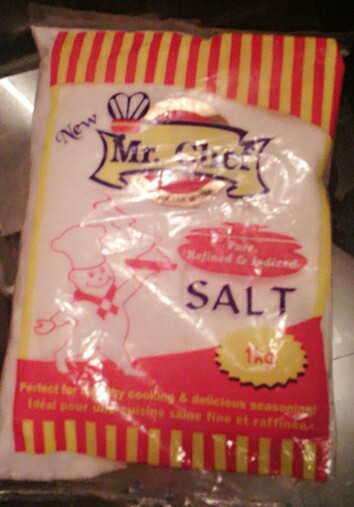 New
Mr. Chef
Pure,
Refined & Iodized.
SALT
1KG
Perfect for healthy cooking & delicious seasoning!
Idéal pour une cuisine saine fine et raffinée